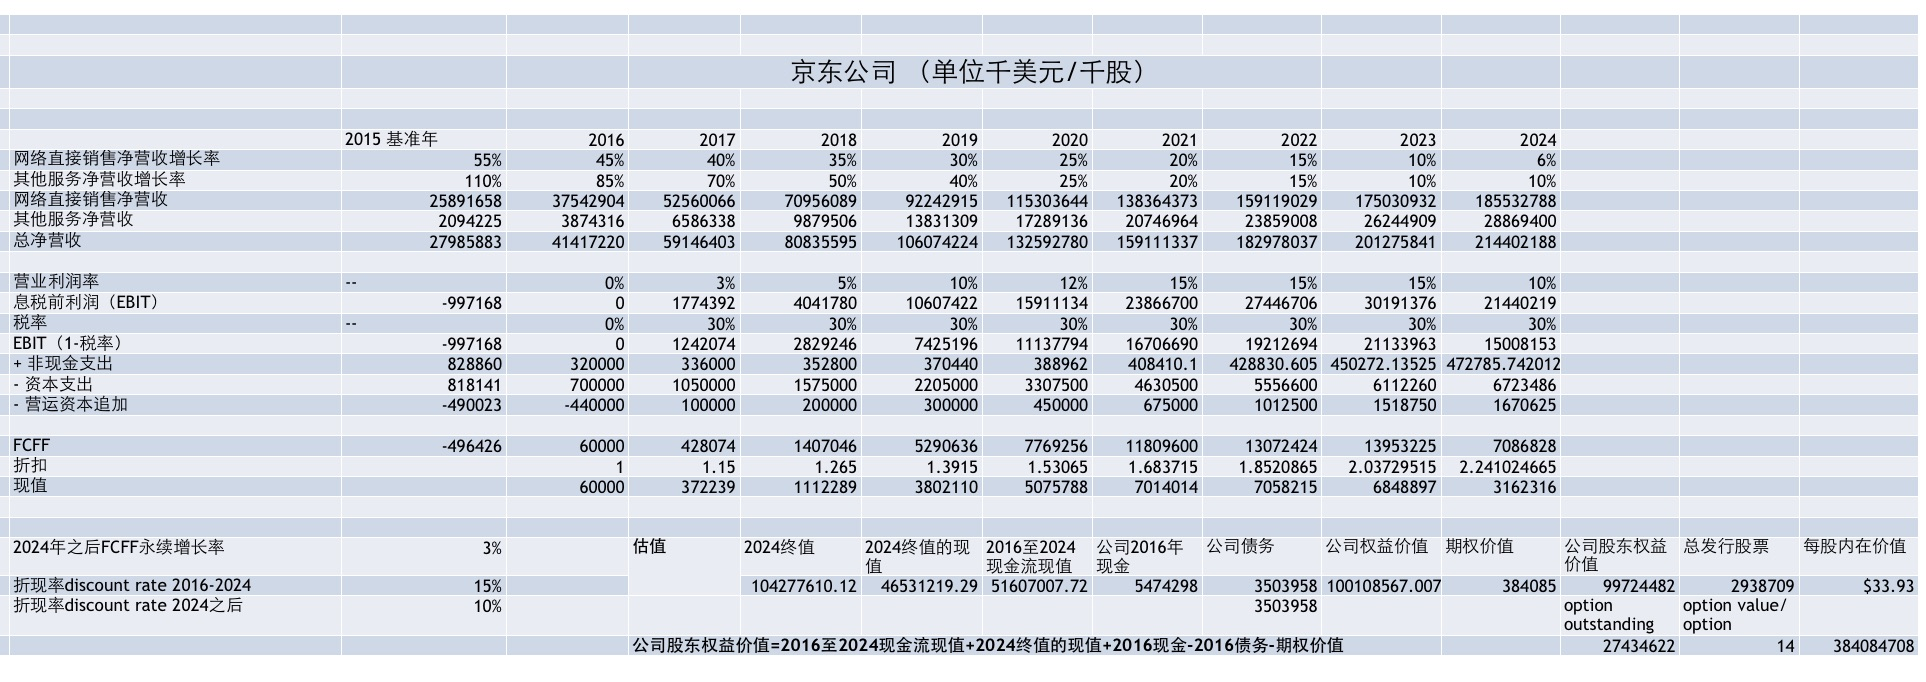 京东公司 （单位千美元/千股）
2015 基准年 2016 2017 2018 2019 2020 2021 2022 2023 2024
网络直接销售净营收增长率 55% 45% 40% 35% 30% 25% 20% 15% 10% 6%
其他服务净营收增长率 110% 85% 70% 50% 40% 25% 20% 15% 10% 10%
网络直接销售净营收 25891658 37542904 52560066 70956089 92242915 115303644 138364373 159119029 175030932 185532788
其他服务净营收 2094225 3874316 6586338 9879506 13831309 17289136 20746964 23859008 26244909 28869400
总净营收 27985883 41417220 59146403 80835595 106074224 132592780 159111337 182978037 201275841 214402188
营业利润率 -- 0% 3% 5% 10% 12% 15% 15% 15% 10%
息税前利润（EBIT） -997168 0 1774392 4041780 10607422 15911134 23866700 27446706 30191376 21440219
税率 -- 0% 30% 30% 30% 30% 30% 30% 30% 30%
EBIT（1-税率） -997168 0 1242074 2829246 7425196 11137794 16706690 19212694 21133963 15008153
+ 非现金支出 828860 320000 336000 352800 370440 388962 408410.1 428830.605 450272.13525 472785.742012
- 资本支出 818141 700000 1050000 1575000 2205000 3307500 4630500 5556600 6112260 6723486
- 营运资本追加 -490023 -440000 100000 200000 300000 450000 675000 1012500 1518750 1670625
FCFF -496426 60000 428074 1407046 5290636 7769256 11809600 13072424 13953225 7086828
折扣 1 1.15 1.265 1.3915 1.53065 1.683715 1.8520865 2.03729515 2.241024665
现值 60000 372239 1112289 3802110 5075788 7014014 7058215 6848897 3162316
2024年之后FCFF永续增长率 3% 估值 2024终值 2024终值的现 2016至2024 公司2016年 公司债务 公司权益价值 期权价值 公司股东权益 总发行股票 每股内在价值
值 现金流现值 现金 价值
折现率discount rate 2016-2024 15% 104277610.12 46531219.29 51607007.72 5474298 3503958 100108567.007 384085 99724482 2938709 $33.93
折现率discount rate 2024之后 10% 3503958 option option value/
outstanding option
公司股东权益价值=2016至2024现金流现值+2024终值的现值+2016现金-2016债务-期权价值 27434622 14 384084708